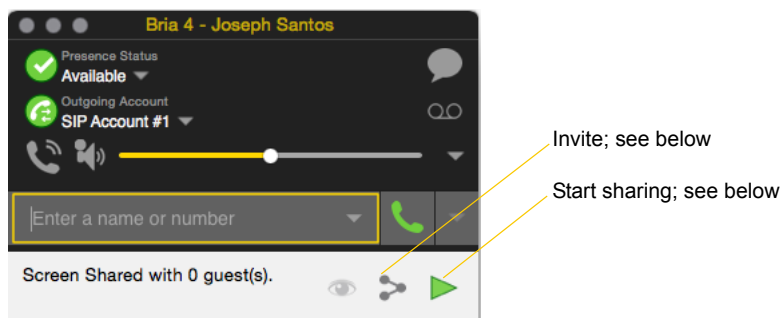 Bria 4 - Joseph Santos
Presence Status
Available
Outgoing Account
SIP Account #1
Enter a name or number
Screen Shared with 0 guest(s).
Invite; see below
Start sharing; see below